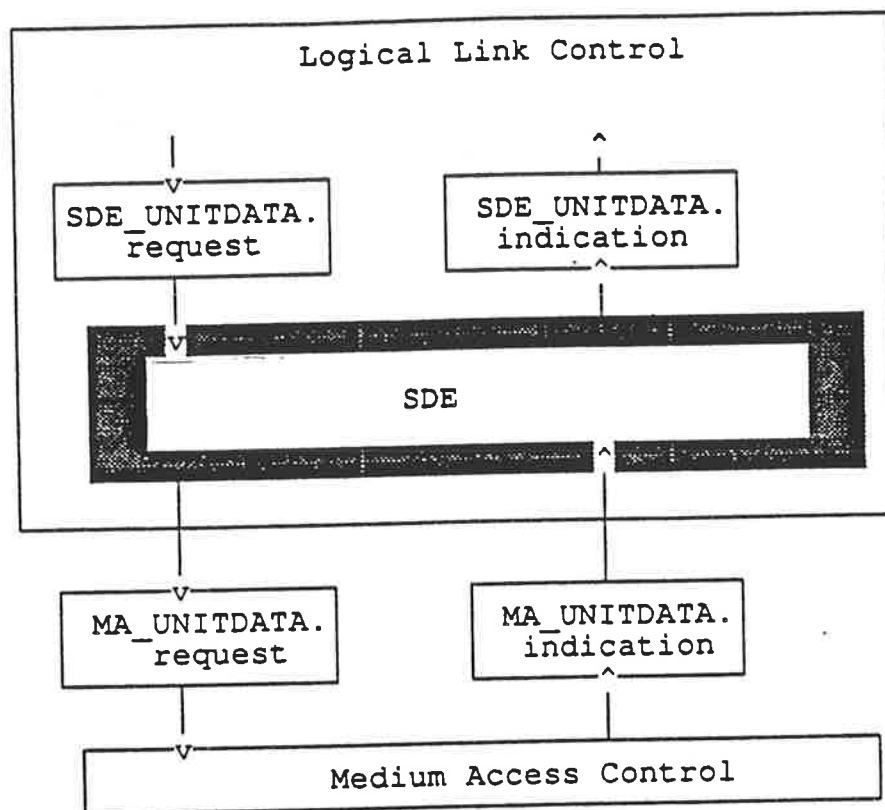 Logical Link Control
SDE_UNITDATA.
request
SDE_UNITDATA.
indication
SDE
MA_UNITDATA.
request
MA_UNITDATA.
indication
Medium Access Control